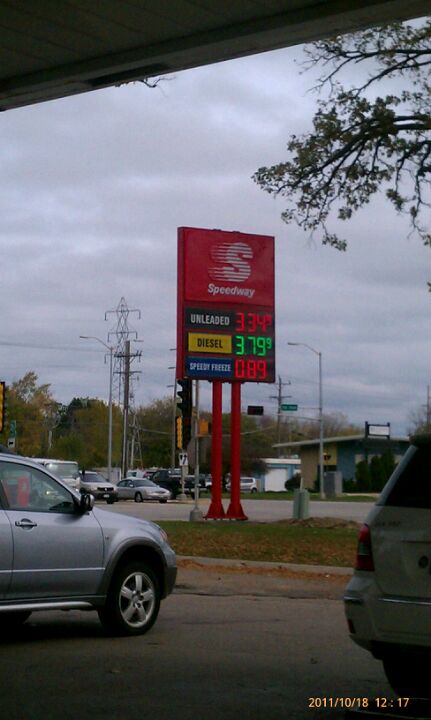 Speedway
UNLEADED 3.34⁹
DIESEL 3.79⁹
SPEEDY FREEZE 0.89
2011/10/18 12:17